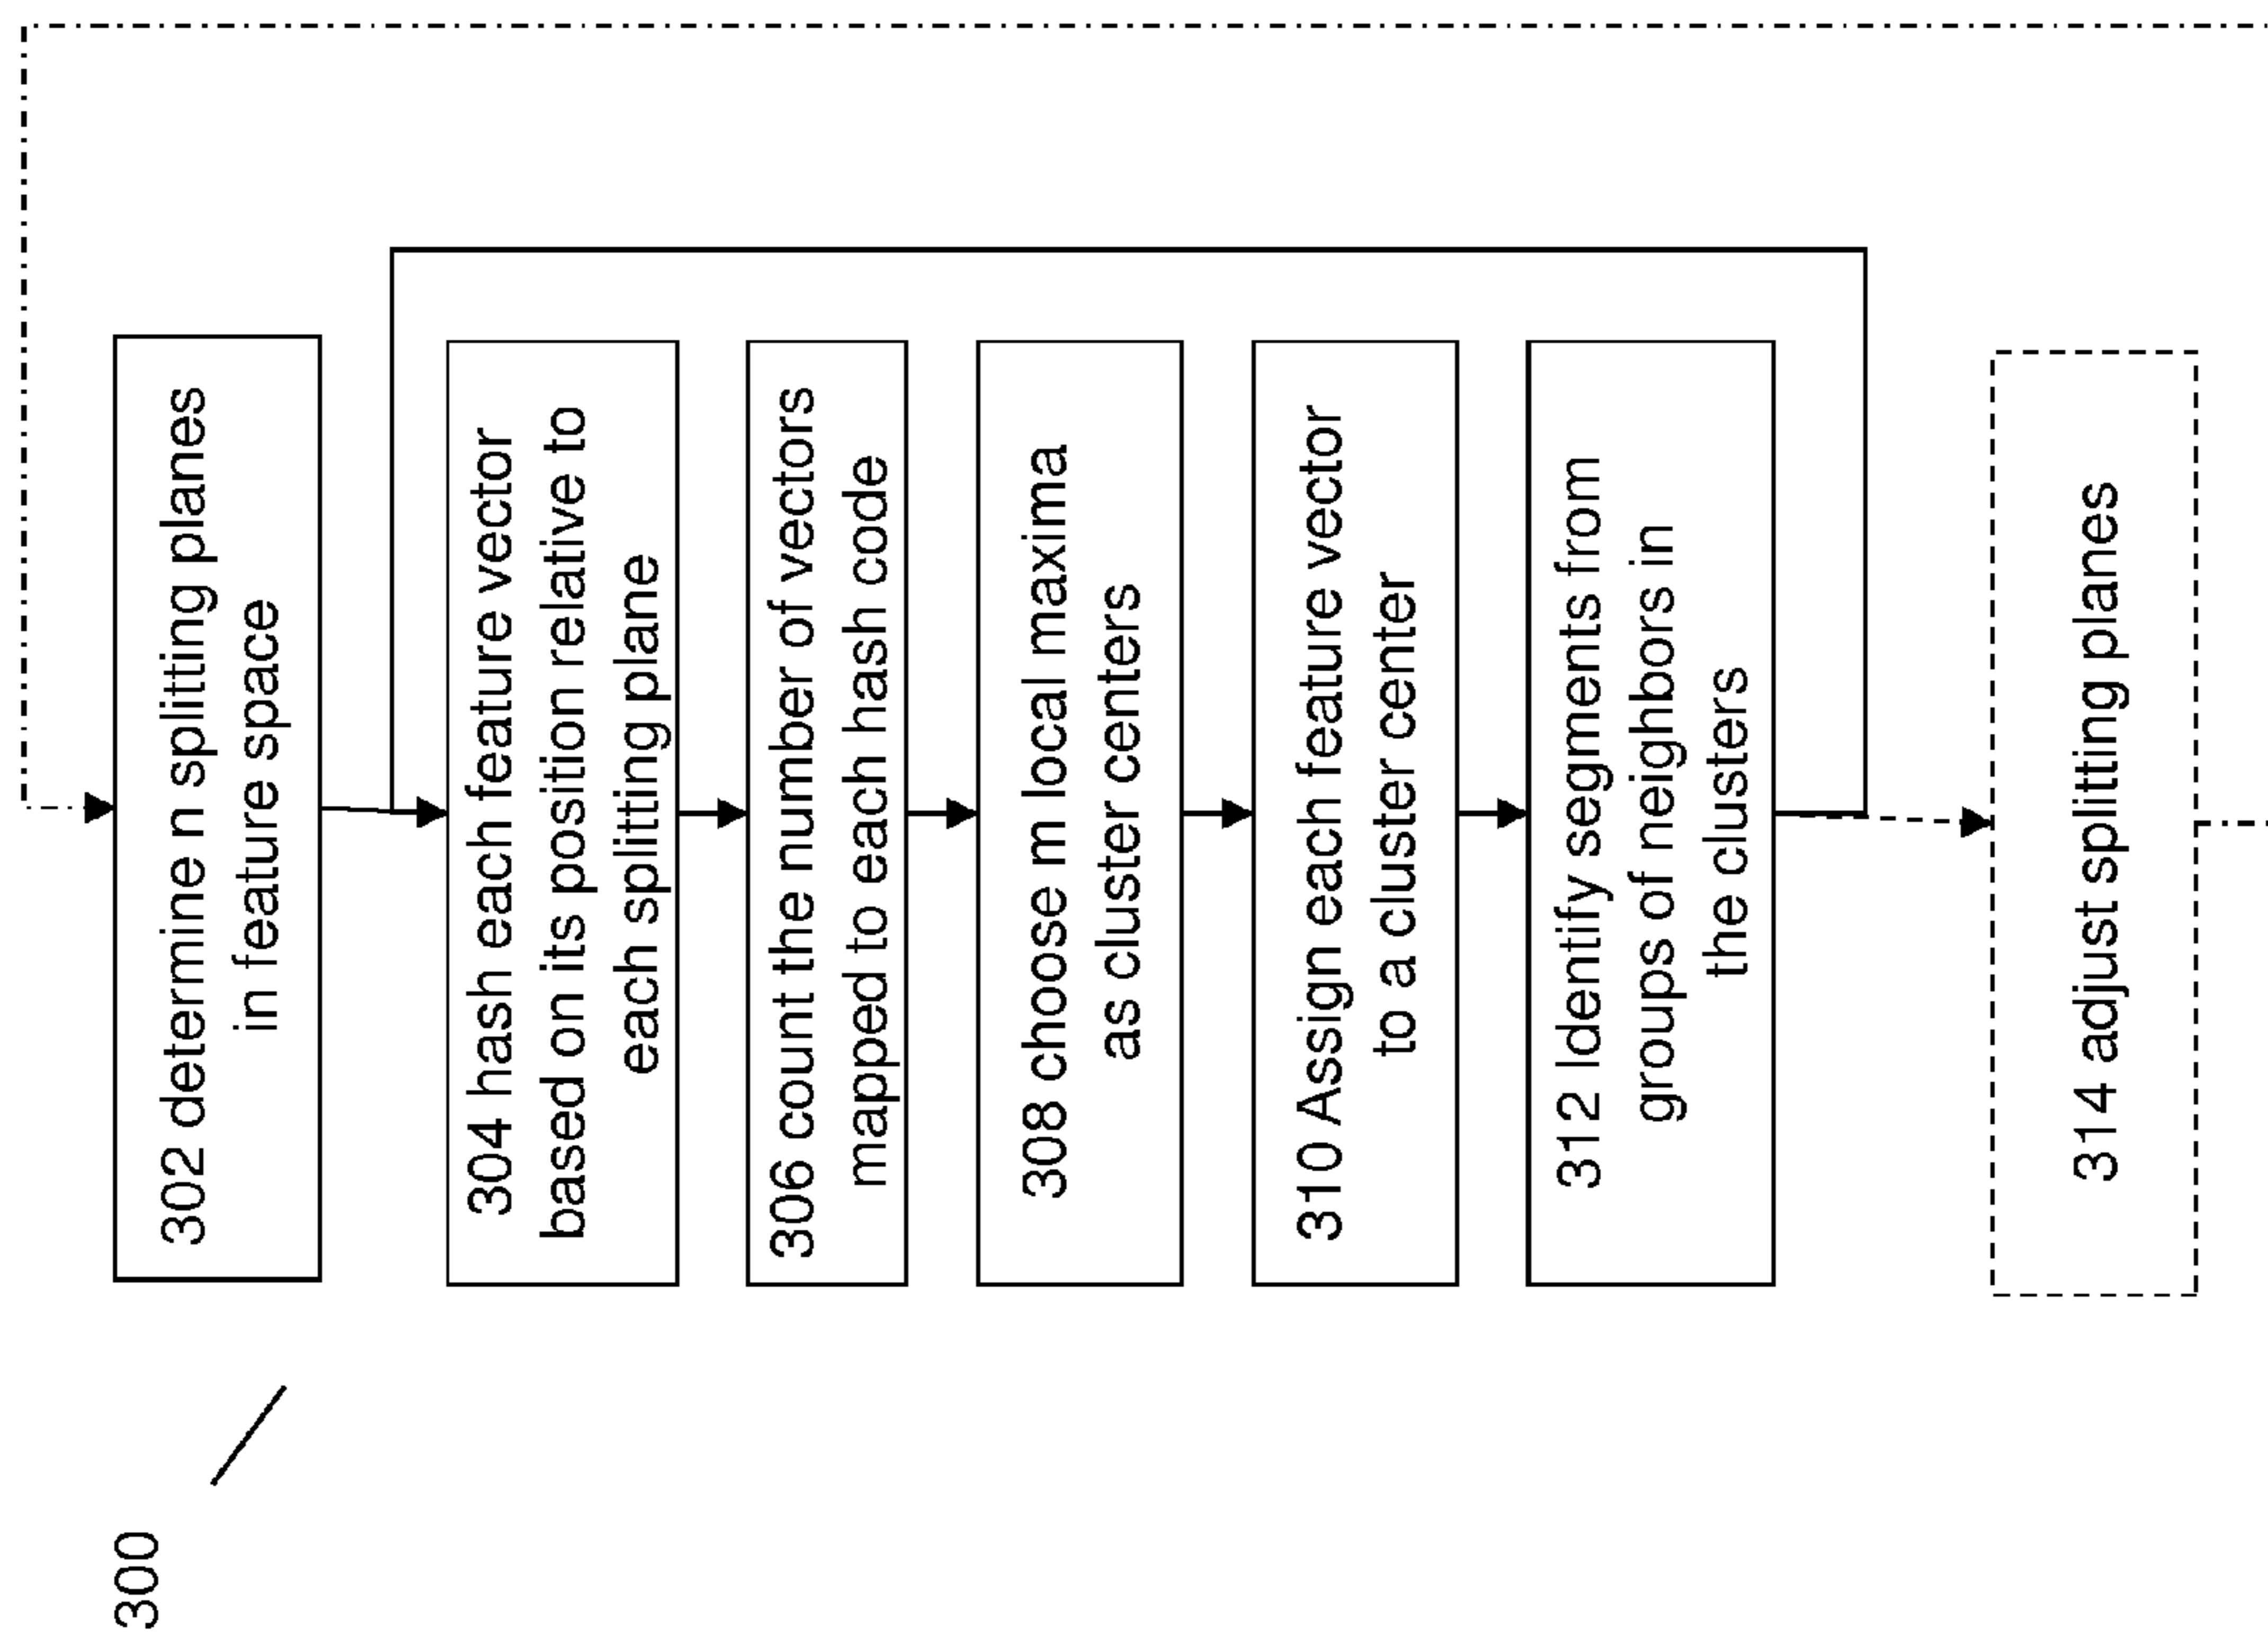 300
302 determine n splitting planes
in feature space
304 hash each feature vector
based on its position relative to
each splitting plane
306 count the number of vectors
mapped to each hash code
308 choose m local maxima
as cluster centers
310 Assign each feature vector
to a cluster center
312 Identify segments from
groups of neighbors in
the clusters
314 adjust splitting planes